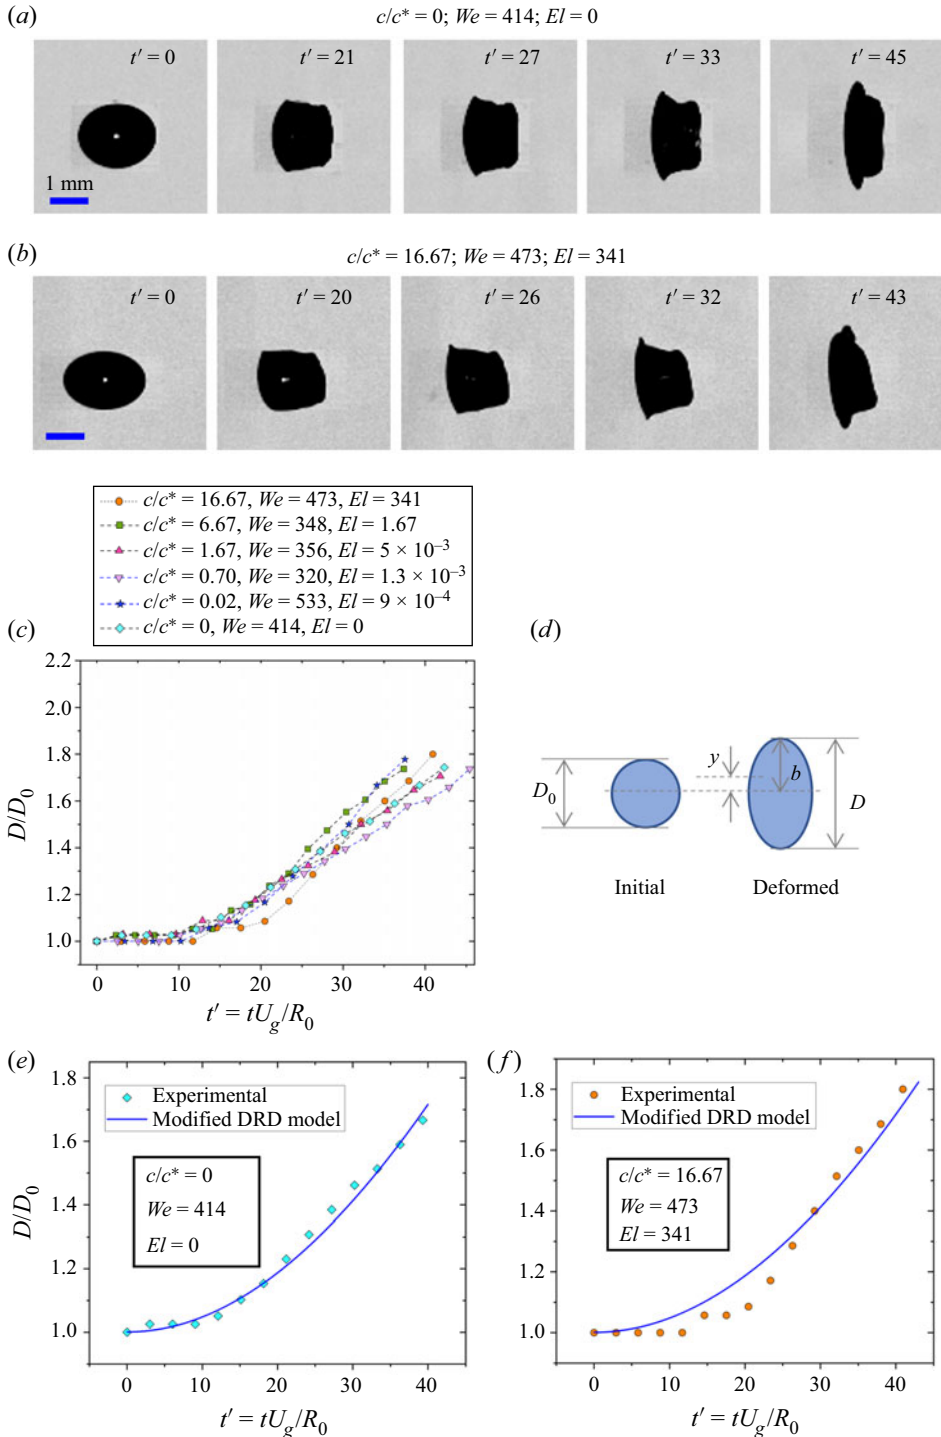 (a)
c/c* = 0; We = 414; El = 0
t′ = 0
t′ = 21
t′ = 27
t′ = 33
t′ = 45
1 mm
(b)
c/c* = 16.67; We = 473; El = 341
t′ = 0
t′ = 20
t′ = 26
t′ = 32
t′ = 43
c/c* = 16.67, We = 473, El = 341
c/c* = 6.67, We = 348, El = 1.67
c/c* = 1.67, We = 356, El = 5 × 10⁻³
c/c* = 0.70, We = 320, El = 1.3 × 10⁻³
c/c* = 0.02, We = 533, El = 9 × 10⁻⁴
c/c* = 0, We = 414, El = 0
(c)
2.2
2.0
1.8
1.6
1.4
1.2
1.0
D/D₀
0 10 20 30 40
t′ = tU_g/R₀
(d)
D₀
y
b
D
Initial
Deformed
(e)
1.8
1.6
1.4
1.2
1.0
D/D₀
Experimental
Modified DRD model
c/c* = 0
We = 414
El = 0
0 10 20 30 40
t′ = tU_g/R₀
(f)
1.8
1.6
1.4
1.2
1.0
Experimental
Modified DRD model
c/c* = 16.67
We = 473
El = 341
0 10 20 30 40
t′ = tU_g/R₀